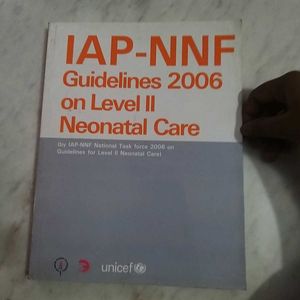 IAP-NNF
Guidelines 2006
on Level II
Neonatal Care
(by IAP-NNF National Task force 2006 on
Guidelines for Level II Neonatal Care)
unicef